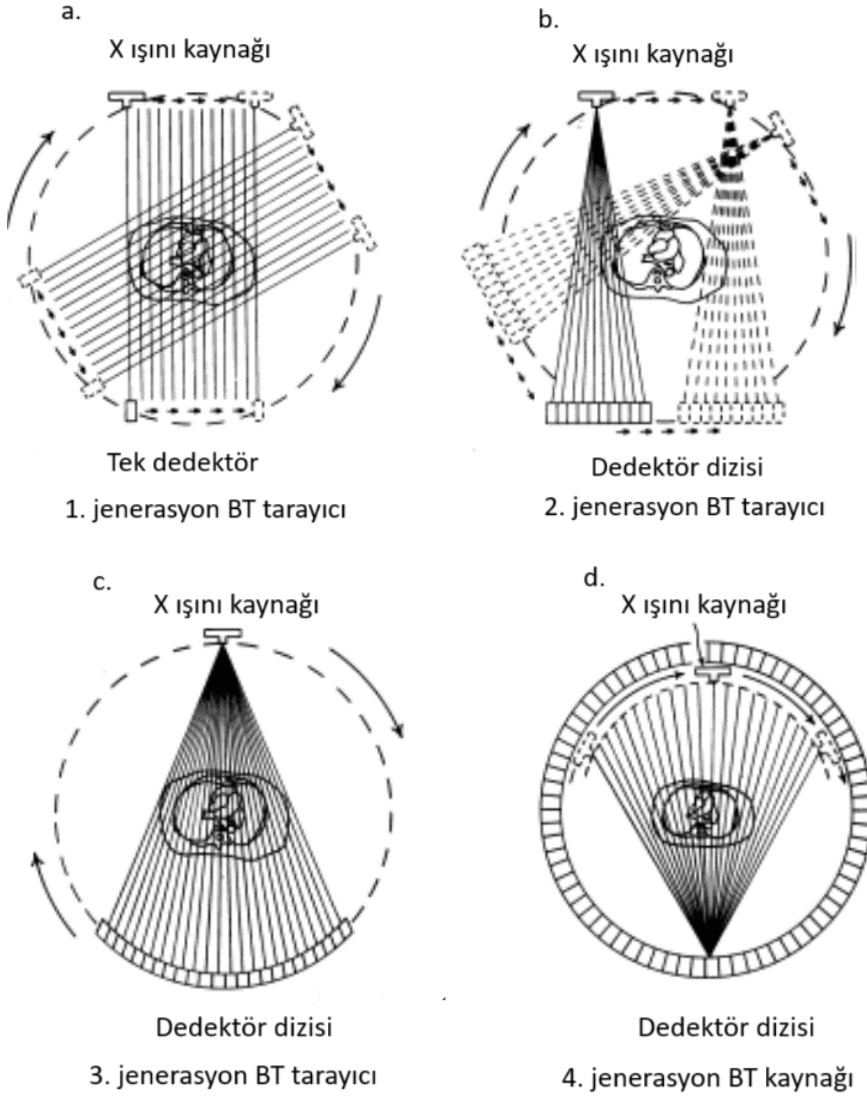 a.
X ışını kaynağı
Tek dedektör
1. jenerasyon BT tarayıcı
b.
X ışını kaynağı
Dedektör dizisi
2. jenerasyon BT tarayıcı
c.
X ışını kaynağı
Dedektör dizisi
3. jenerasyon BT tarayıcı
d.
X ışını kaynağı
Dedektör dizisi
4. jenerasyon BT kaynağı